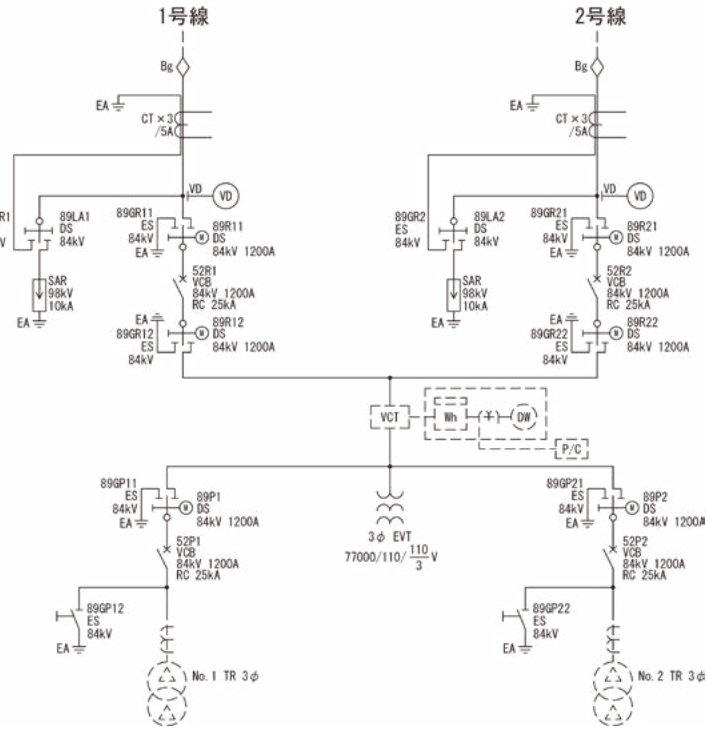 1号線
2号線
Bg
Bg
EA
CT×3
/5A
EA
CT×3
/5A
VD
VD
VD
VD
R1
V
89LA1
DS
84kV
SAR
98kV
10kA
EA
89GR11
ES
84kV
EA
M
89R11
DS
84kV 1200A
52R1
VCB
84kV 1200A
RC 25kA
EA
89GR12
ES
84kV
M
89R12
DS
84kV 1200A
89GR2
ES
84kV
89LA2
DS
84kV
SAR
98kV
10kA
EA
89GR21
ES
84kV
EA
M
89R21
DS
84kV 1200A
52R2
VCB
84kV 1200A
RC 25kA
EA
89GR22
ES
84kV
M
89R22
DS
84kV 1200A
VCT
Wh
DW
P/C
89GP11
ES
84kV
EA
M
89P1
DS
84kV 1200A
52P1
VCB
84kV 1200A
RC 25kA
89GP12
ES
84kV
EA
No.1 TR 3φ
3φ EVT
77000/110/110/3 V
89GP21
ES
84kV
EA
M
89P2
DS
84kV 1200A
52P2
VCB
84kV 1200A
RC 25kA
89GP22
ES
84kV
EA
No.2 TR 3φ